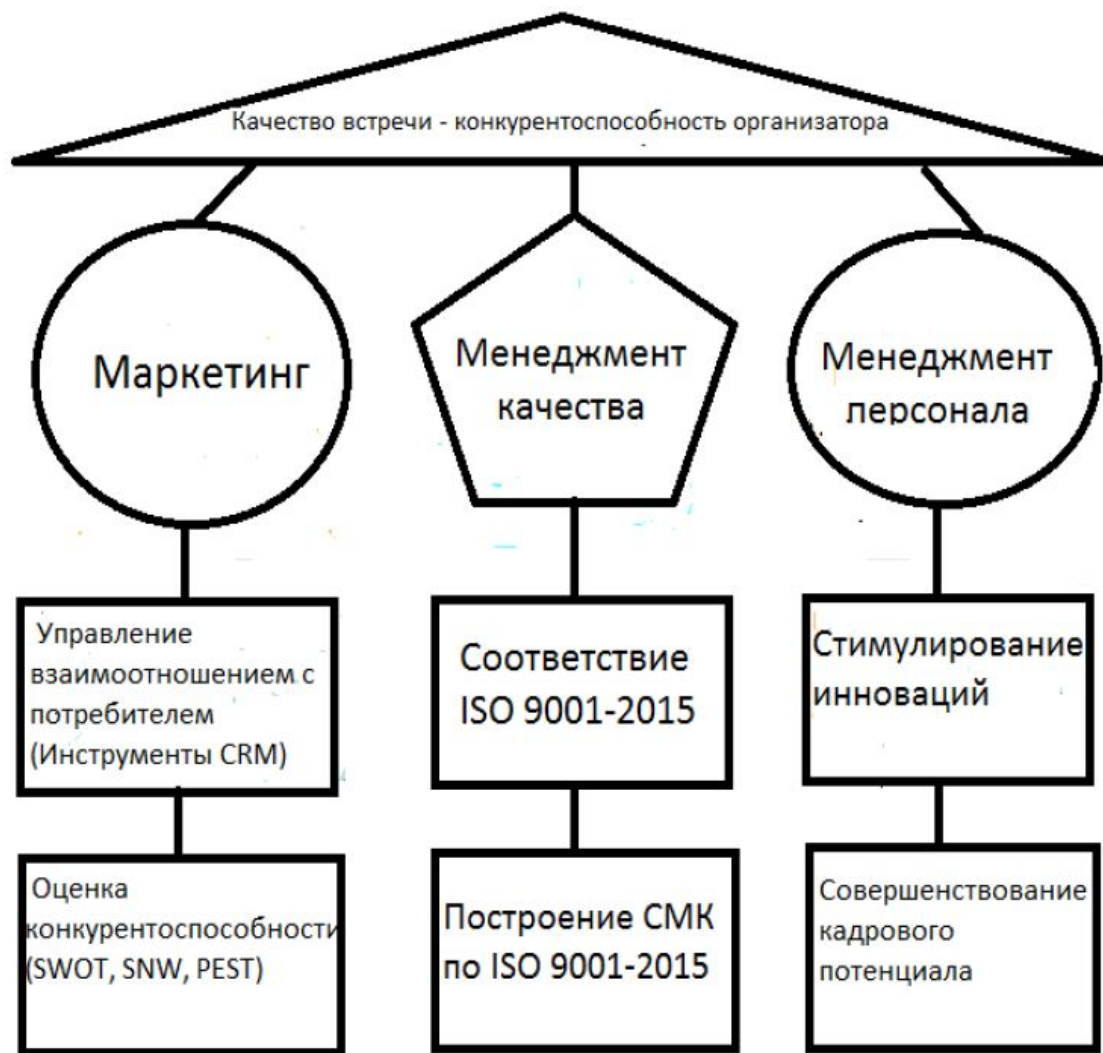 Качество встречи - конкурентоспособность организатора
Маркетинг
Менеджмент
качества
Менеджмент
персонала
Управление
взаимоотношением с
потребителем
(Инструменты CRM)
Соответствие
ISO 9001-2015
Стимулирование
инноваций
Оценка
конкурентоспособности
(SWOT, SNW, PEST)
Построение СМК
по ISO 9001-2015
Совершенствование
кадрового
потенциала